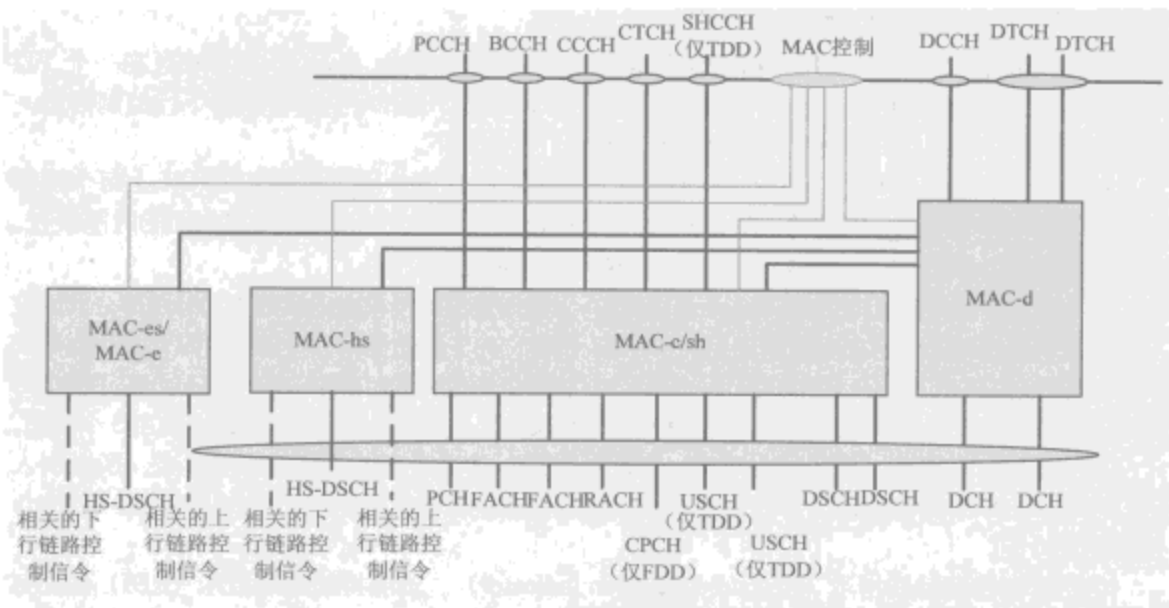 PCCH
BCCH
CCCH
CTCH
SHCCH
（仅TDD）
MAC控制
DCCH
DTCH
DTCH
MAC-es/
MAC-e
MAC-hs
MAC-c/sh
MAC-d
HS-DSCH
相关的下
行链路控
制信令
相关的上
行链路控
制信令
HS-DSCH
相关的下
行链路控
制信令
相关的上
行链路控
制信令
PCH
FACH
FACH
RACH
CPCH
（仅FDD）
USCH
（仅TDD）
USCH
（仅TDD）
DSCH
DSCH
DCH
DCH